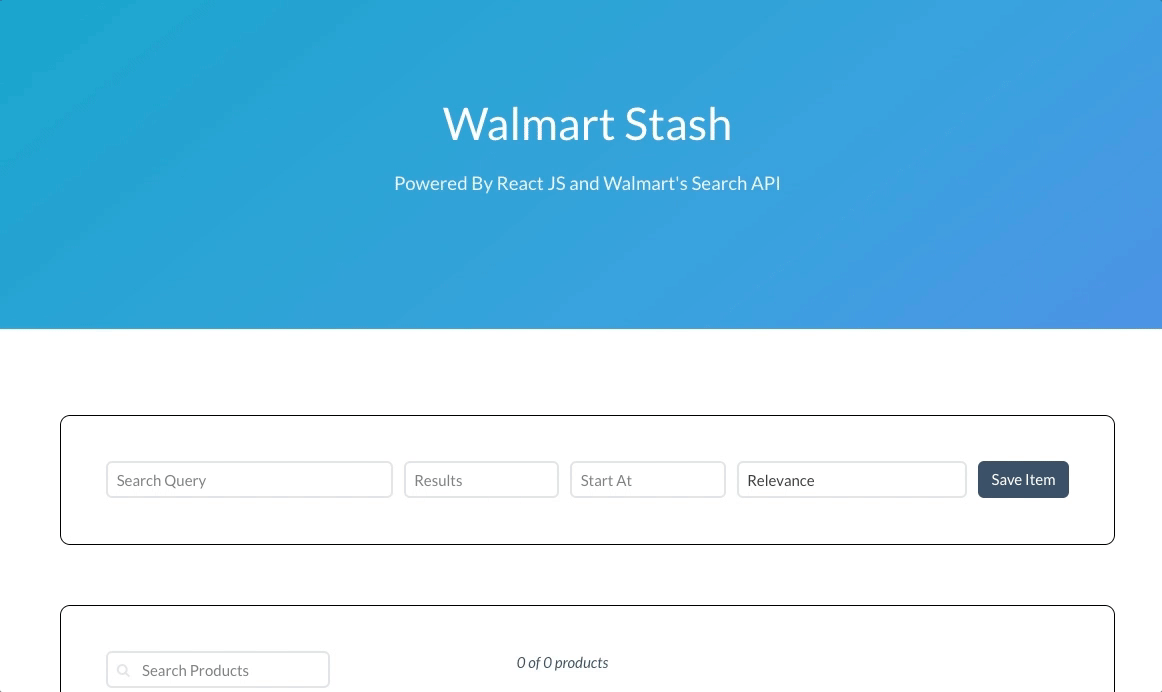 Walmart Stash
Powered By React JS and Walmart's Search API
Search Query
Results
Start At
Relevance
Save Item
Search Products
0 of 0 products